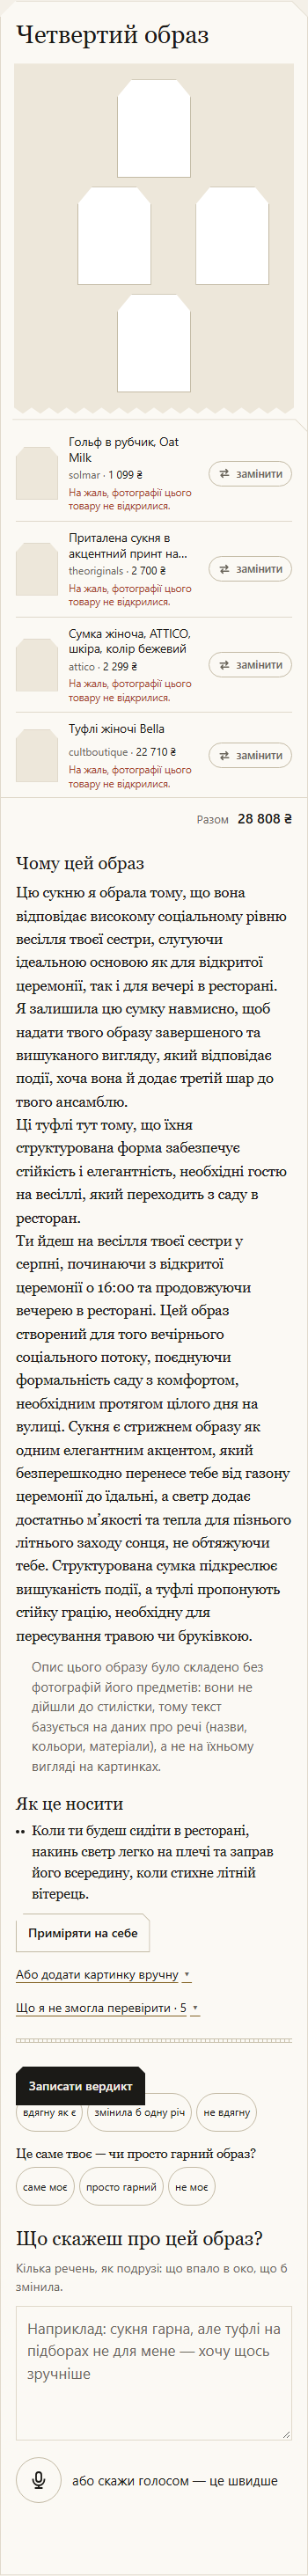 Четвертий образ
Гольф в рубчик, Oat
Milk
solmar · 1 099 ₴
На жаль, фотографії цього
товару не відкрилися.
замінити
Приталена сукня в
акцентний принт на...
theoriginals · 2 700 ₴
На жаль, фотографії цього
товару не відкрилися.
замінити
Сумка жіноча, ATTICO,
шкіра, колір бежевий
attico · 2 299 ₴
На жаль, фотографії цього
товару не відкрилися.
замінити
Туфлі жіночі Bella
cultboutique · 22 710 ₴
На жаль, фотографії цього
товару не відкрилися.
замінити
Разом 28 808 ₴
Чому цей образ
Цю сукню я обрала тому, що вона
відповідає високому соціальному рівню
весілля твоєї сестри, слугуючи
ідеальною основою як для відкритої
церемонії, так і для вечері в ресторані.
Я залишила цю сумку навмисно, щоб
надати твого образу завершеного та
вишуканого вигляду, який відповідає
події, хоча вона й додає третій шар до
твого ансамблю.
Ці туфлі тут тому, що їхня
структурована форма забезпечує
стійкість і елегантність, необхідні гостю
на весіллі, який переходить з саду в
ресторан.
Ти йдеш на весілля твоєї сестри у
серпні, починаючи з відкритої
церемонії о 16:00 та продовжуючи
вечерею в ресторані. Цей образ
створений для того вечірнього
соціального потоку, поєднуючи
формальність саду з комфортом,
необхідним протягом цілого дня на
вулиці. Сукня є стрижнем образу як
одним елегантним акцентом, який
безперешкодно перенесе тебе від газону
церемонії до їдальні, а светр додає
достатньо м’якості та тепла для пізнього
літнього заходу сонця, не обтяжуючи
тебе. Структурована сумка підкреслює
вишуканість події, а туфлі пропонують
стійку грацію, необхідну для
пересування травою чи бруківкою.
Опис цього образу було складено без
фотографій його предметів: вони не
дійшли до стилістки, тому текст
базується на даних про речі (назви,
кольори, матеріали), а не на їхньому
вигляді на картинках.
Як це носити
Коли ти будеш сидіти в ресторані,
накинь светр легко на плечі та заправ
його всередину, коли стихне літній
вітерець.
Приміряти на себе
Або додати картинку вручну
Що я не змогла перевірити · 5
Записати вердикт
вдягну як є змінила б одну річ не вдягну
Це саме твоє — чи просто гарний образ?
саме моє просто гарний не моє
Що скажеш про цей образ?
Кілька речень, як подрузі: що впало в око, що б
змінила.
Наприклад: сукня гарна, але туфлі на
підборах не для мене — хочу щось
зручніше
або скажи голосом — це швидше